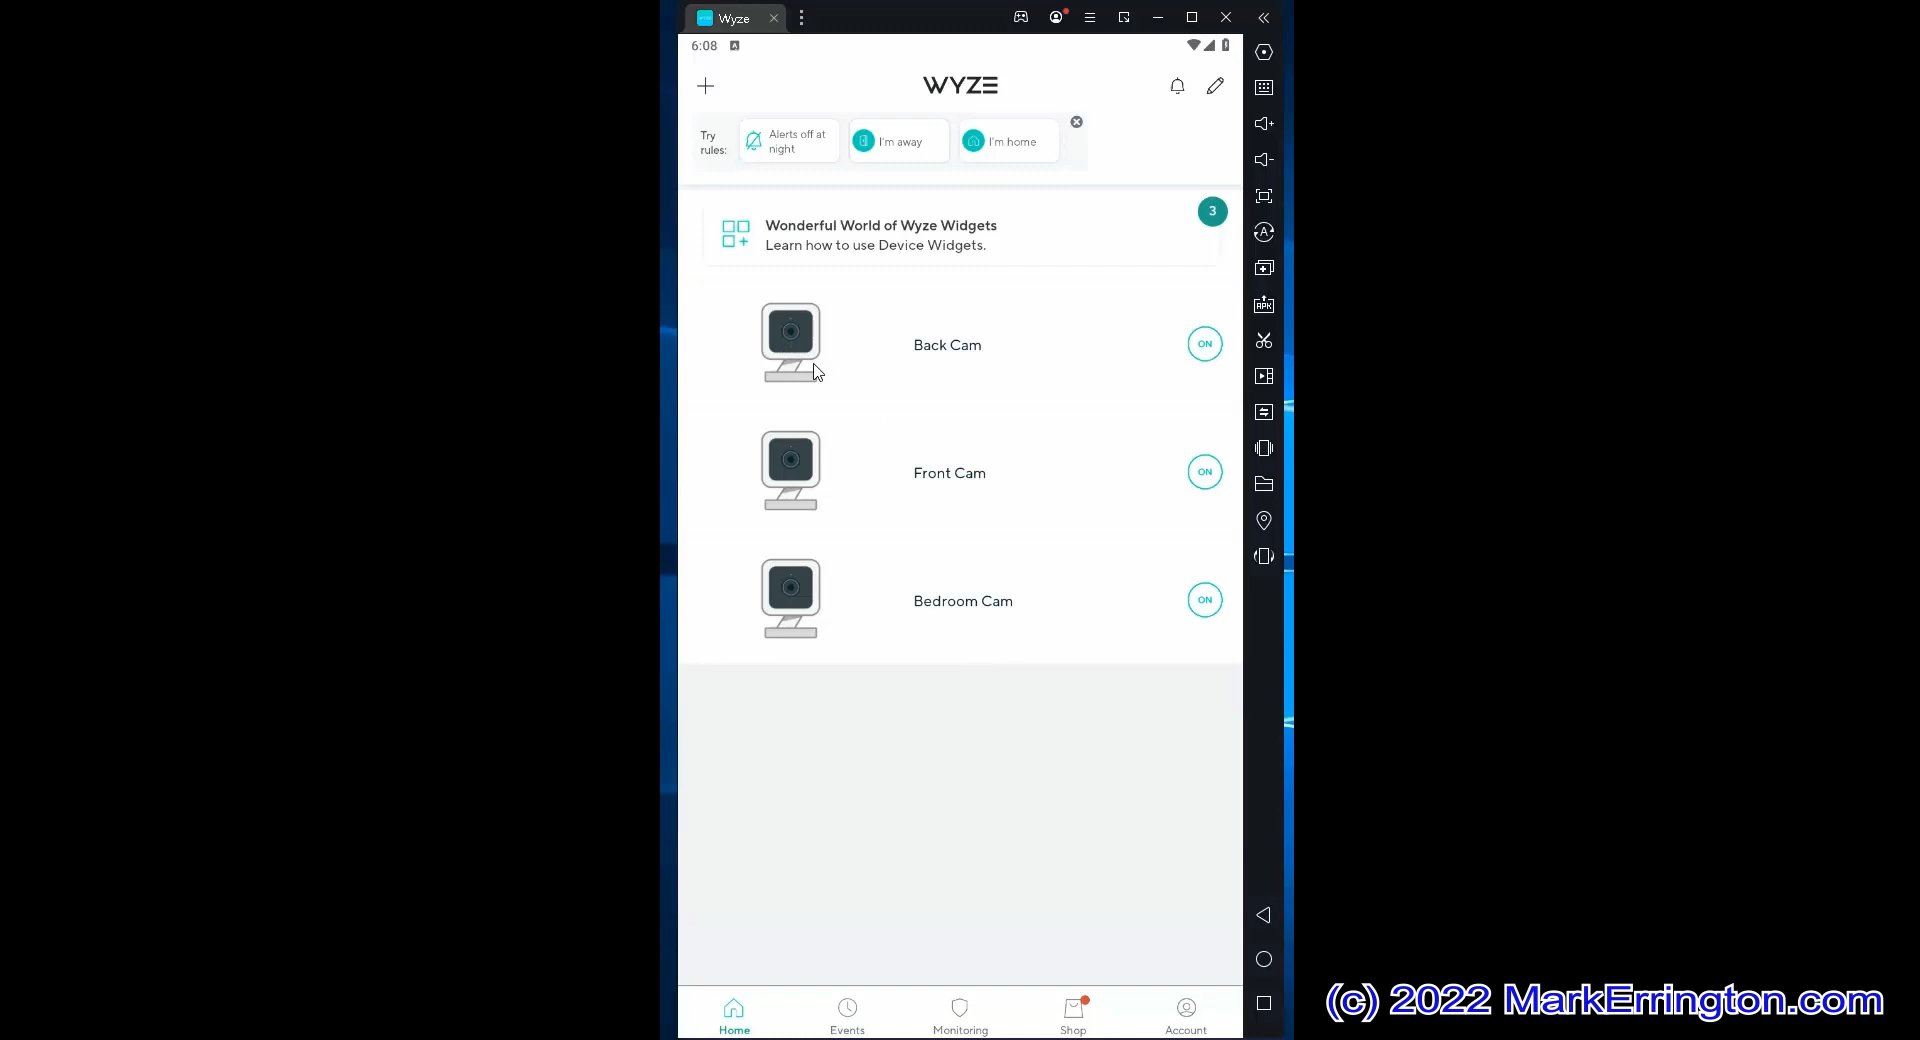 Wyze
6:08
WYZE
Try
rules:
Alerts off at
night
I'm away
I'm home
3
Wonderful World of Wyze Widgets
Learn how to use Device Widgets.
Back Cam
ON
Front Cam
ON
Bedroom Cam
ON
Home
Events
Monitoring
Shop
Account
A
APK
(c) 2022 MarkErrington.com